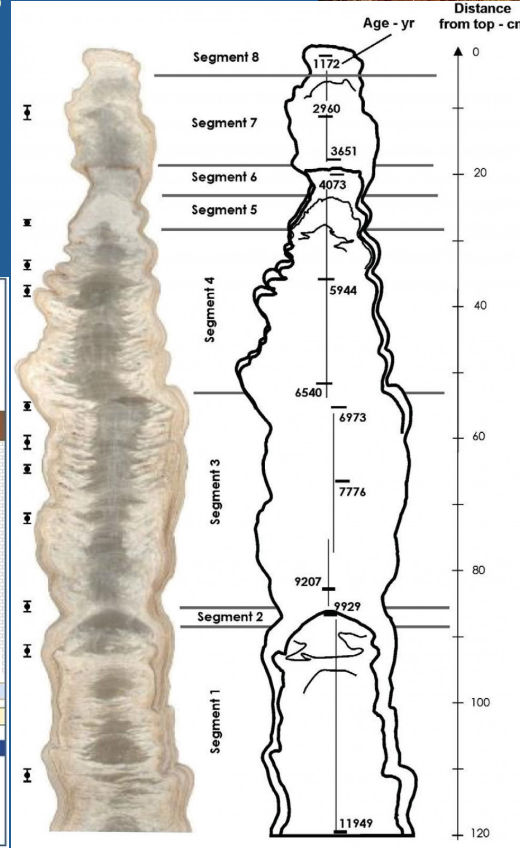 Distance
from top - cm
Age - yr
0
Segment 8
1172
Segment 7
2960
3651
20
Segment 6
4073
Segment 5
Segment 4
5944
40
6540
6973
60
Segment 3
7776
80
9207
9929
Segment 2
100
Segment 1
11949
120